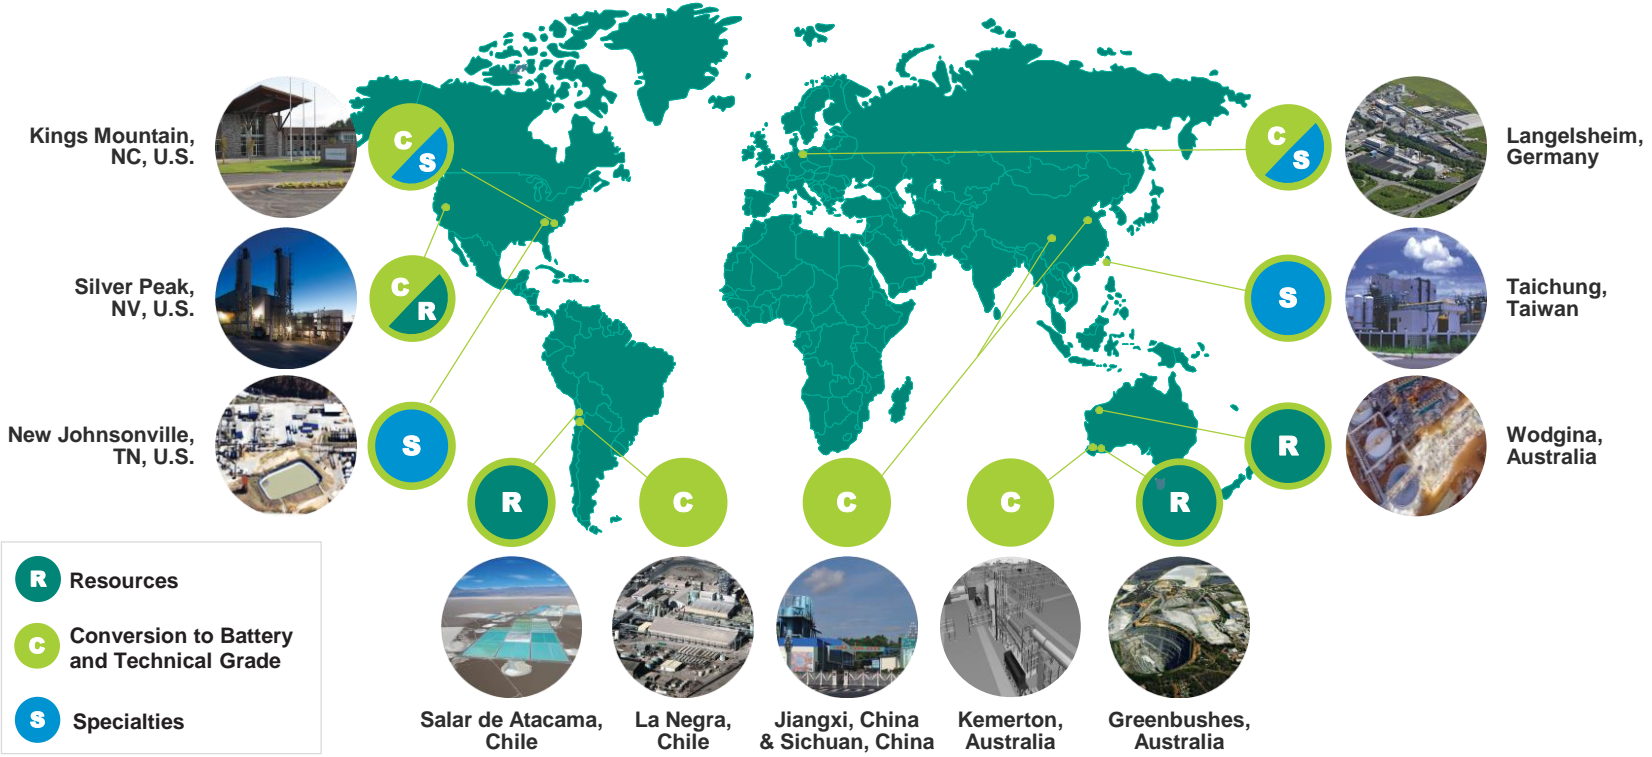 Kings Mountain,
NC, U.S.
C
S
Silver Peak,
NV, U.S.
C
R
New Johnsonville,
TN, U.S.
S
C
S
Langelsheim,
Germany
S
Taichung,
Taiwan
R
Wodgina,
Australia
R
C
C
C
R
Salar de Atacama,
Chile
La Negra,
Chile
Jiangxi, China
& Sichuan, China
Kemerton,
Australia
Greenbushes,
Australia
R Resources
C Conversion to Battery
and Technical Grade
S Specialties